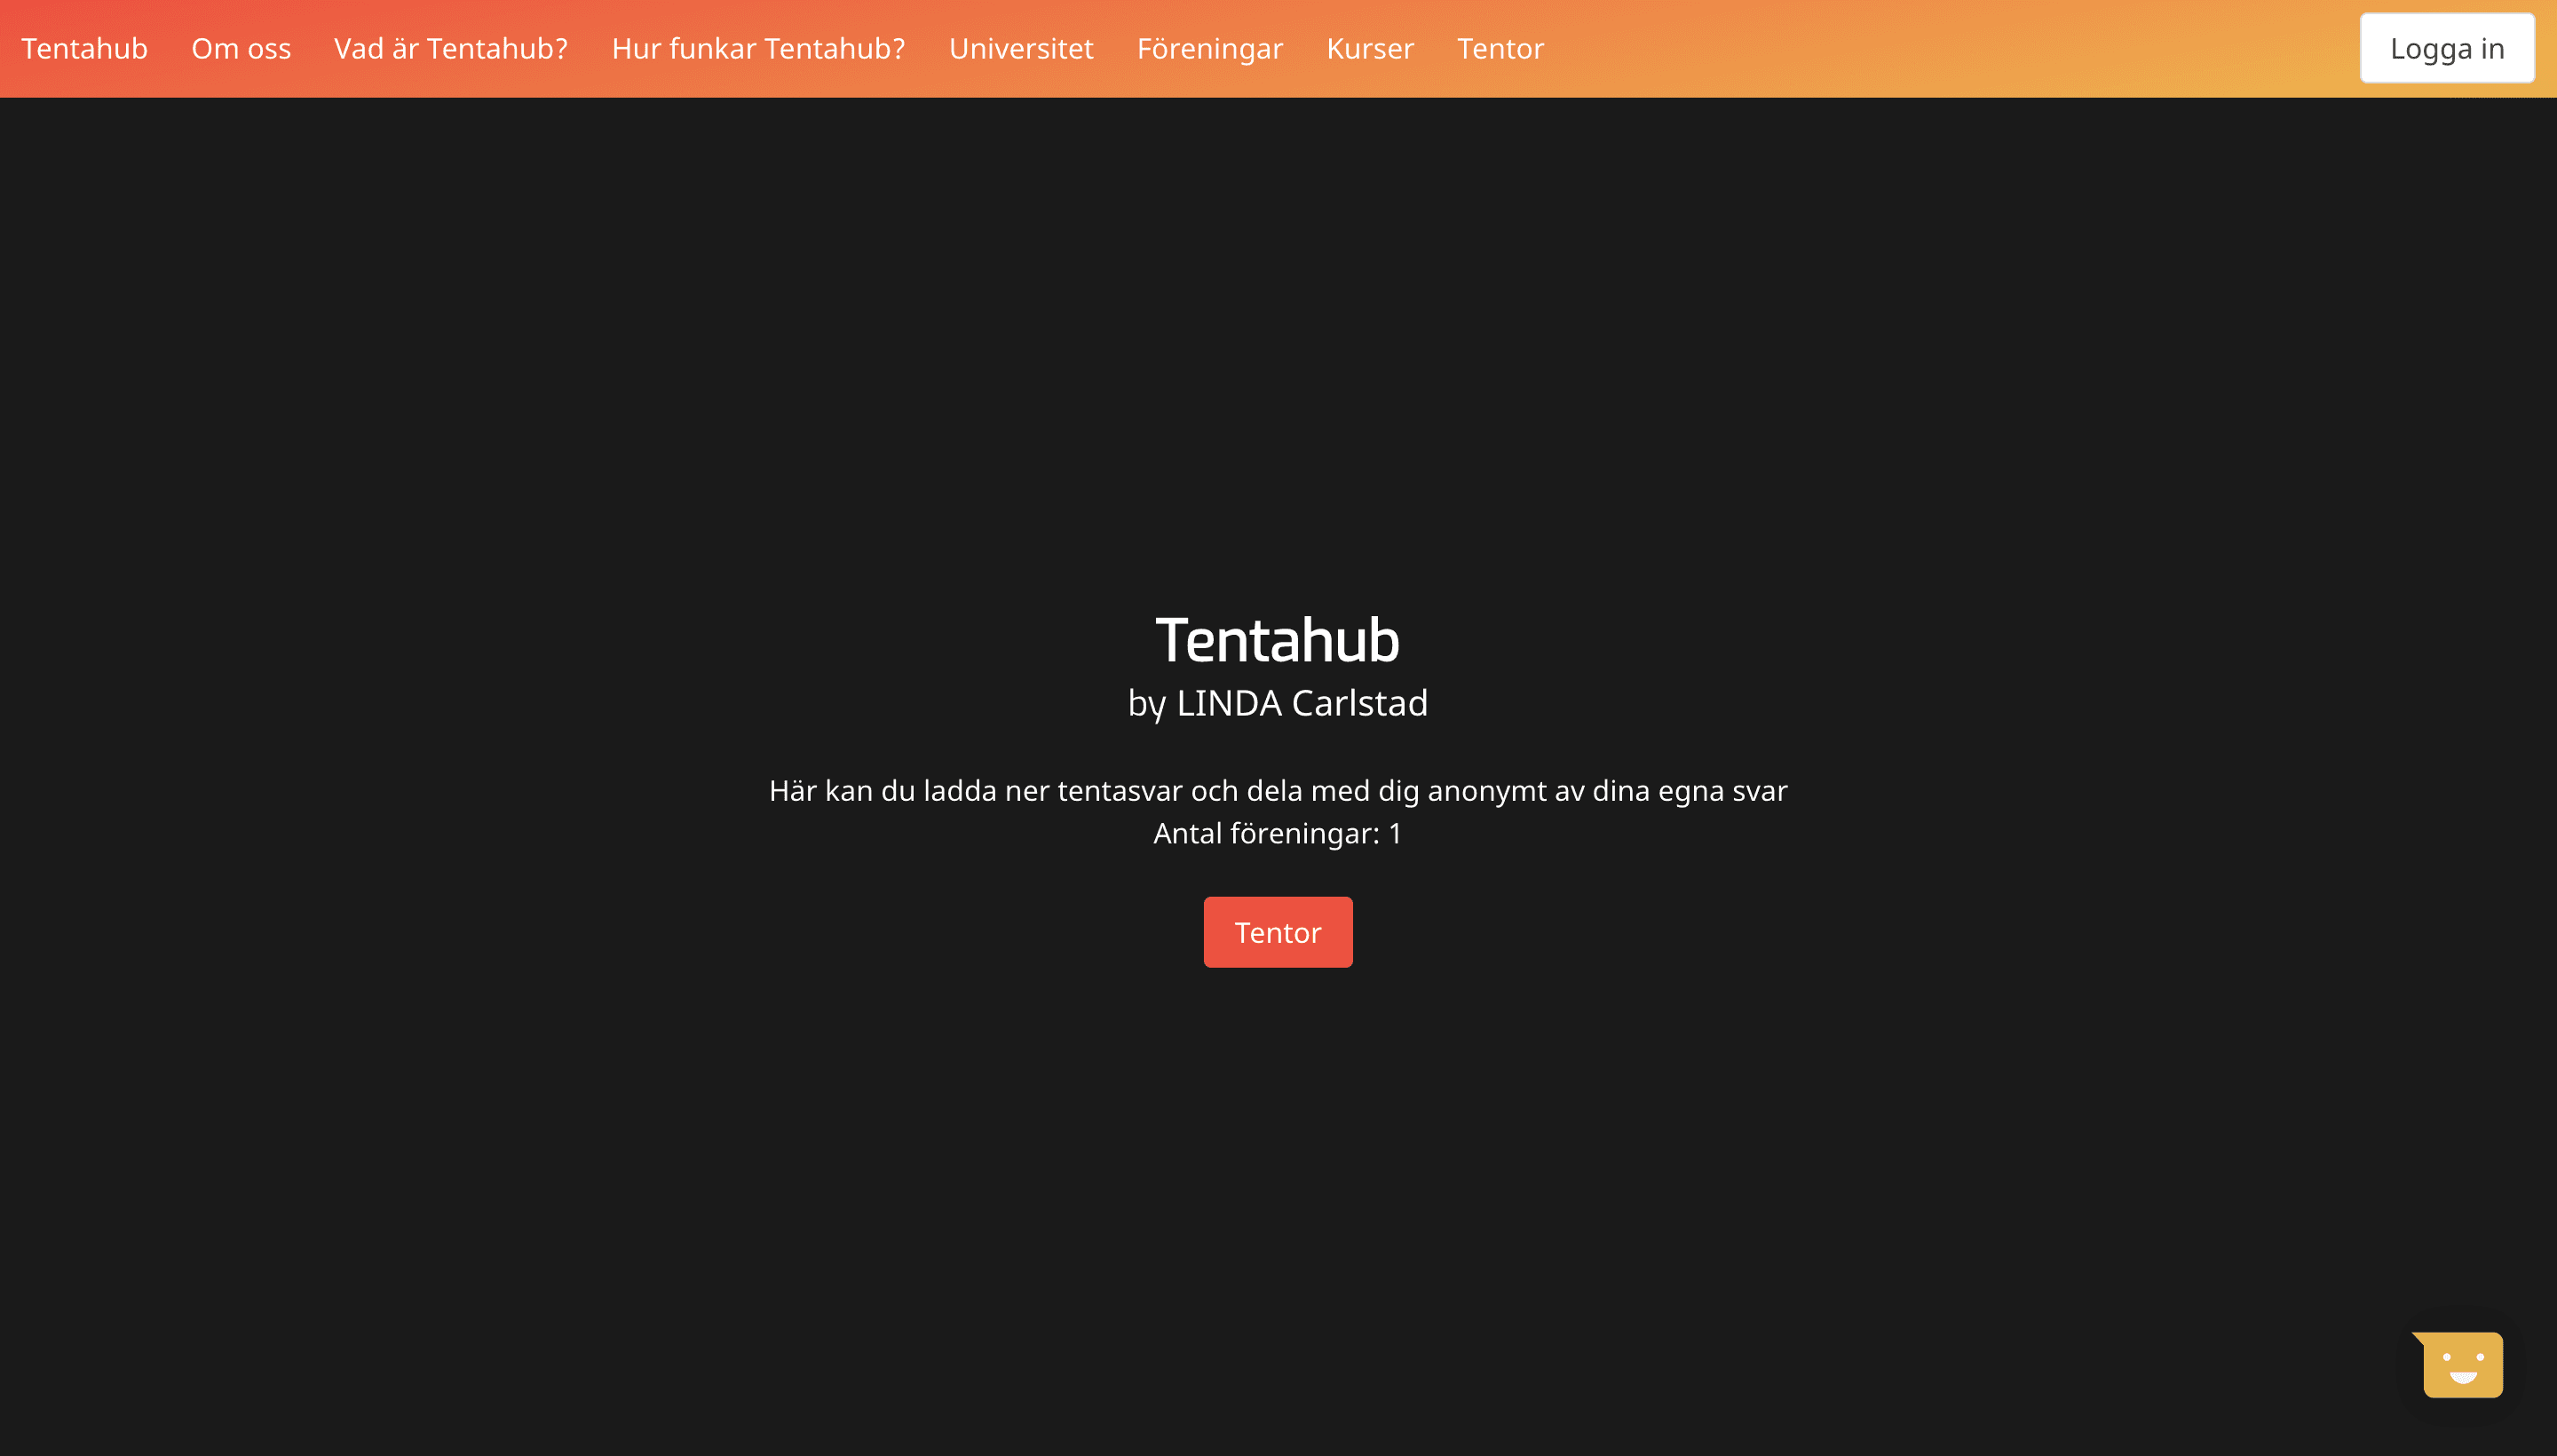 Tentahub Om oss Vad är Tentahub? Hur funkar Tentahub? Universitet Föreningar Kurser Tentor Logga in
Tentahub
by LINDA Carlstad
Här kan du ladda ner tentasvar och dela med dig anonymt av dina egna svar
Antal föreningar: 1
Tentor